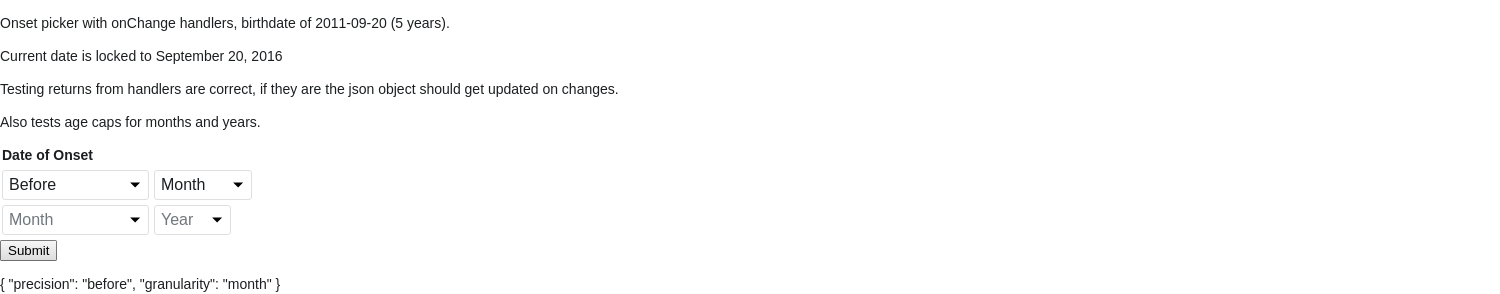 Onset picker with onChange handlers, birthdate of 2011-09-20 (5 years).
Current date is locked to September 20, 2016
Testing returns from handlers are correct, if they are the json object should get updated on changes.
Also tests age caps for months and years.
Date of Onset
Before Month
Month Year
Submit
{ "precision": "before", "granularity": "month" }